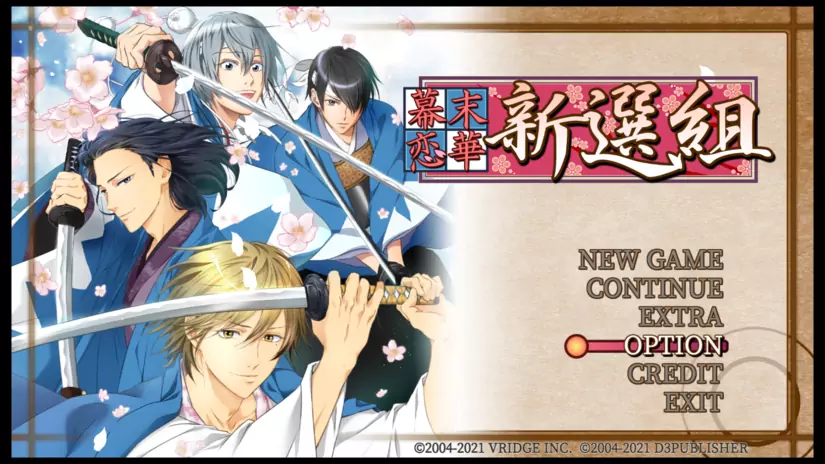 幕末恋華 新選組
NEW GAME
CONTINUE
EXTRA
OPTION
CREDIT
EXIT
©2004-2021 VRIDGE INC. ©2004-2021 D3PUBLISHER